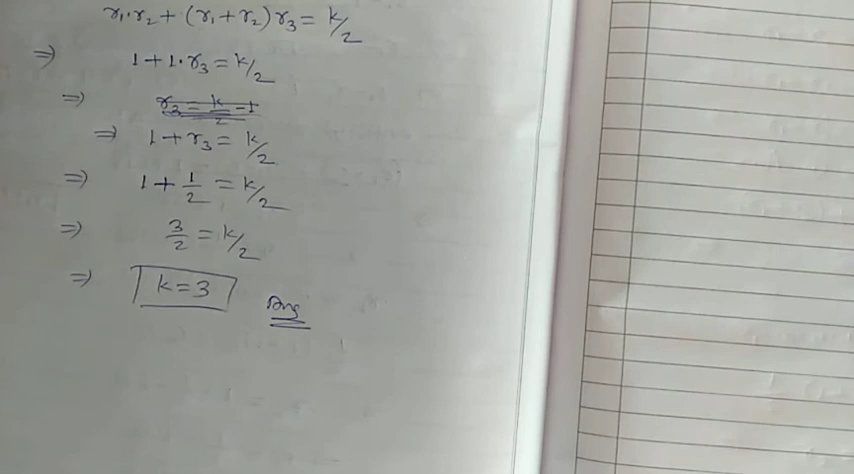 r₁·r₂ + (r₁+r₂) r₃ = k/2
⇒ 1 + 1·r₃ = k/2
⇒ r₃ = k/2 - 1
⇒ 1 + r₃ = k/2
⇒ 1 + 1/2 = k/2
⇒ 3/2 = k/2
⇒ k = 3 Ans